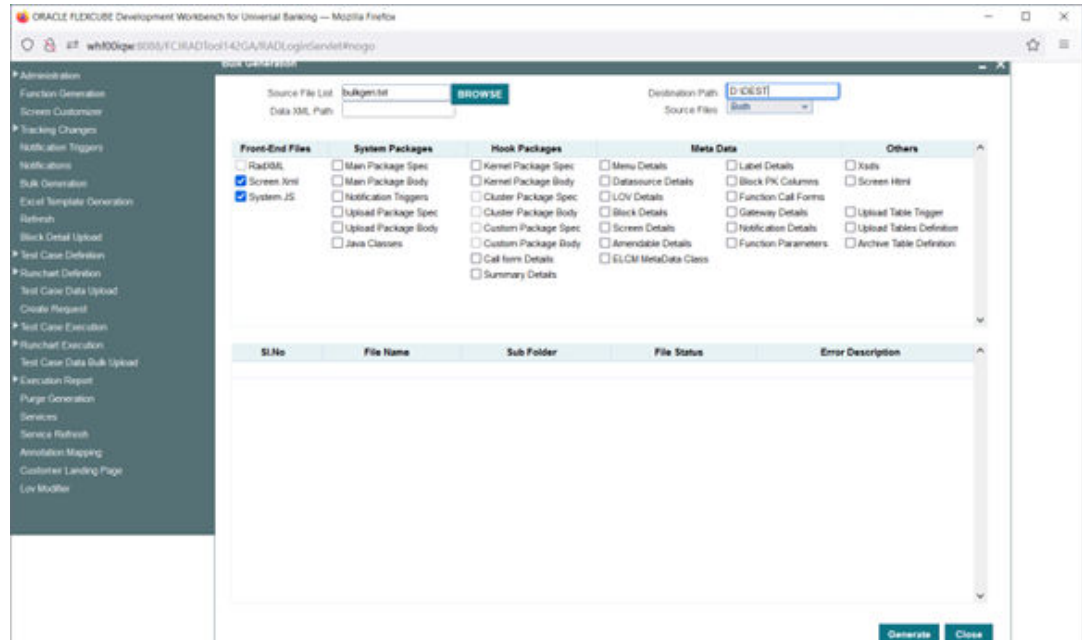 ORACLE FLEXCUBE Development Workbench for Universal Banking — Mozilla Firefox
whf00iqw:8088/FCJRADTool142GA/RADLoginServlet#nogo
Bulk Generation
Administration
Function Generation
Screen Customizer
Tracking Changes
Notification Triggers
Notifications
Bulk Generation
Excel Template Generation
Refresh
Block Detail Upload
Test Case Definition
Runchart Definition
Test Case Data Upload
Create Request
Test Case Execution
Runchart Execution
Test Case Data Bulk Upload
Execution Report
Purge Generation
Services
Service Refresh
Annotation Mapping
Customer Landing Page
Lov Modifier
Source File List bulkgen.txt BROWSE Destination Path D:\DEST
Data XML Path Source Files Both
Front-End Files System Packages Hook Packages Meta Data Others
RadXML Main Package Spec Kernel Package Spec Menu Details Label Details Xsds
Screen Xml Main Package Body Kernel Package Body Datasource Details Block PK Columns Screen Html
System JS Notification Triggers Cluster Package Spec LOV Details Function Call Forms
Upload Package Spec Cluster Package Body Block Details Gateway Details Upload Table Trigger
Upload Package Body Custom Package Spec Screen Details Notification Details Upload Tables Definition
Java Classes Custom Package Body Amendable Details Function Parameters Archive Table Definition
Call form Details ELCM MetaData Class
Summary Details
Sl.No File Name Sub Folder File Status Error Description
Generate Close